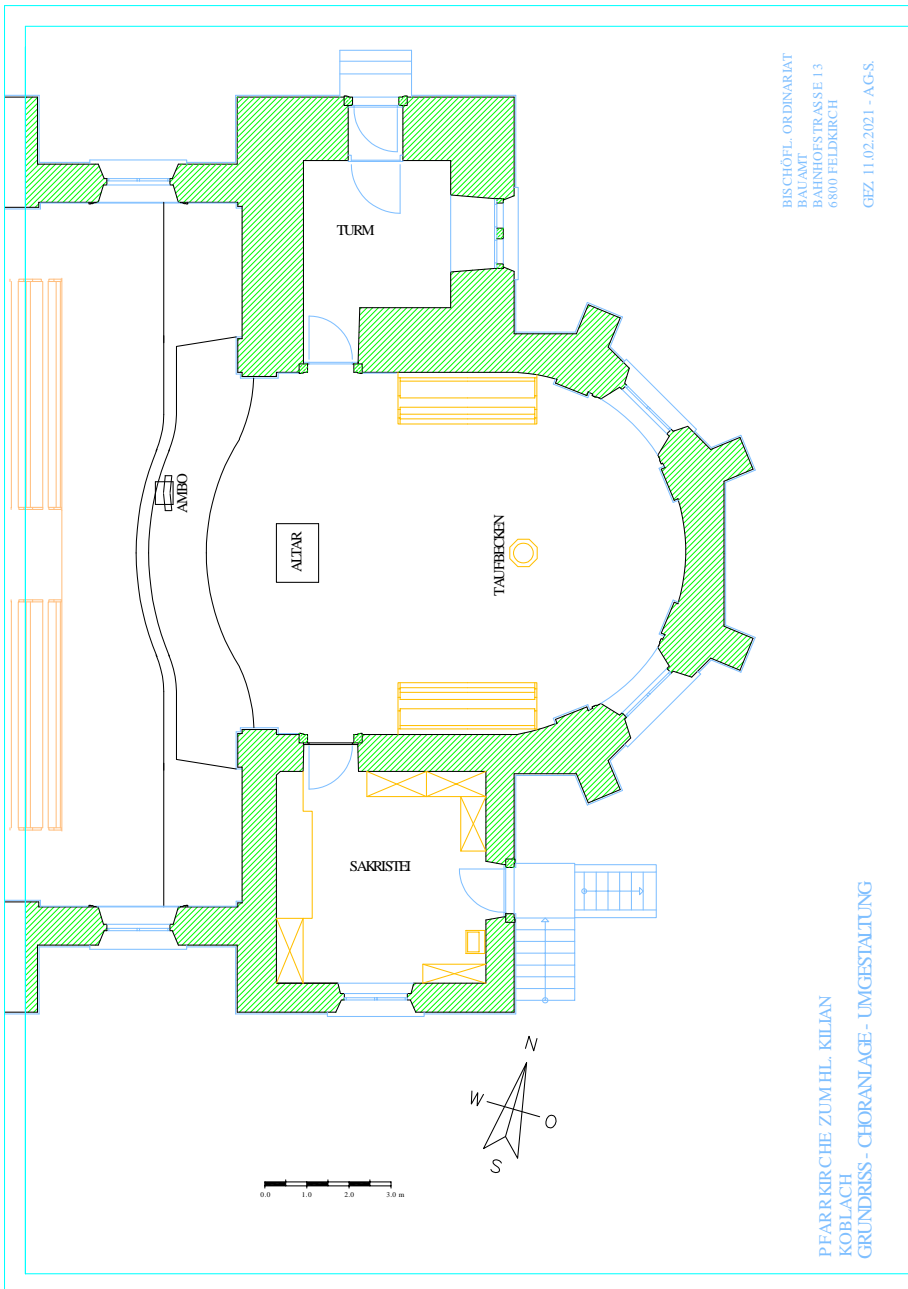 BISCHÖFL. ORDINARIAT
BAUAMT
BAHNHOFSTRASSE 13
6800 FELDKIRCH
GEZ. 11.02.2021 - AG.S.
TURM
AMBO
ALTAR
TAUFBECKEN
SAKRISTEI
N
W
O
S
0.0 1.0 2.0 3.0 m
PFARRKIRCHE ZUM HL. KILIAN
KOBLACH
GRUNDRISS - CHORANLAGE - UMGESTALTUNG